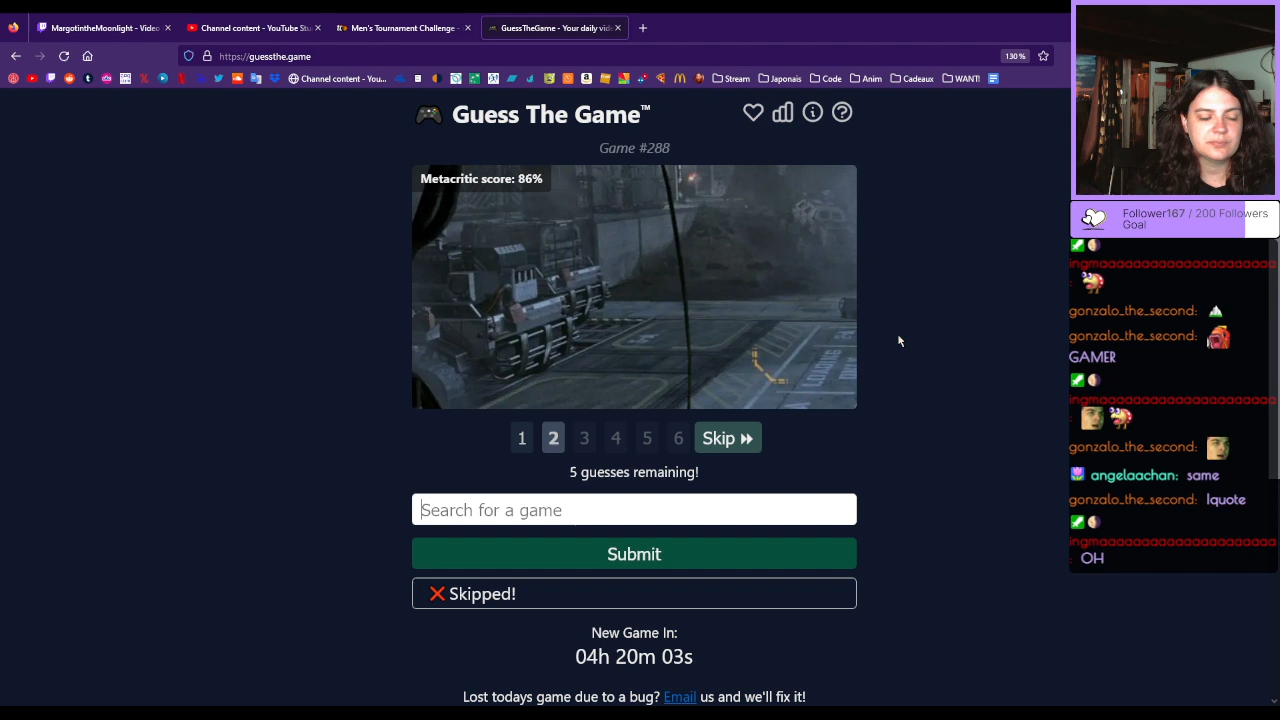 MargotintheMoonlight - Video
Channel content - YouTube Stu
Men's Tournament Challenge -
GuessTheGame - Your daily vid
https://guessthe.game
130%
Channel content - You...
Stream
Japonais
Code
Anim
Cadeaux
WANT!
Guess The Game™
Game #288
Metacritic score: 86%
LOADING
1 2 3 4 5 6 Skip
5 guesses remaining!
Search for a game
Submit
❌ Skipped!
New Game In:
04h 20m 03s
Lost todays game due to a bug? Email us and we'll fix it!
Follower167 / 200 Followers
Goal
ingmaaaaaaaaaaaaaaaaaaaa
:
gonzalo_the_second:
gonzalo_the_second:
GAMER
ingmaaaaaaaaaaaaaaaaaaaa
:
gonzalo_the_second:
angelaachan: same
gonzalo_the_second: lquote
ingmaaaaaaaaaaaaaaaaaaaa
: OH